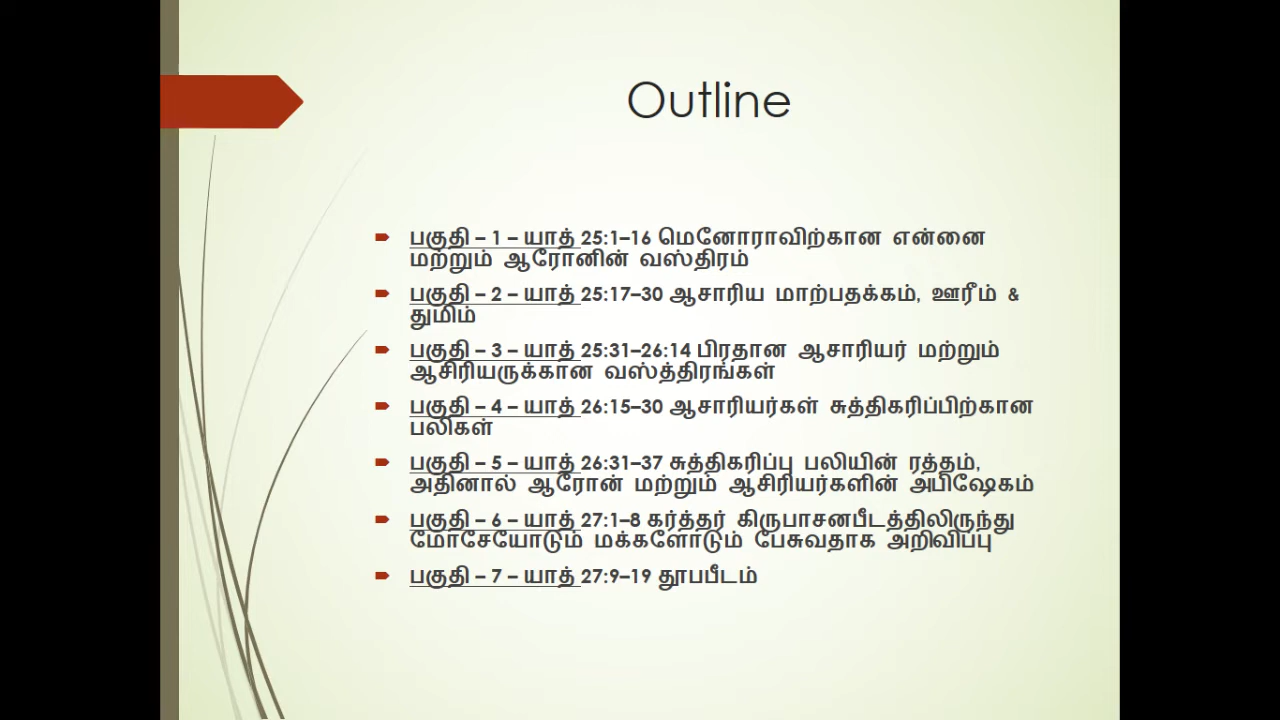 Outline
பகுதி – 1 – யாத் 25:1–16 மெனோராவிற்கான என்னை
மற்றும் ஆரோனின் வஸ்திரம்
பகுதி – 2 – யாத் 25:17–30 ஆசாரிய மாற்பதக்கம், ஊரீம் &
துமிம்
பகுதி – 3 – யாத் 25:31–26:14 பிரதான ஆசாரியர் மற்றும்
ஆசிரியருக்கான வஸ்த்திரங்கள்
பகுதி – 4 – யாத் 26:15–30 ஆசாரியர்கள் சுத்திகரிப்பிற்கான
பலிகள்
பகுதி – 5 – யாத் 26:31–37 சுத்திகரிப்பு பலியின் ரத்தம்,
அதினால் ஆரோன் மற்றும் ஆசிரியர்களின் அபிஷேகம்
பகுதி – 6 – யாத் 27:1–8 கர்த்தர் கிருபாசனபீடத்திலிருந்து
மோசேயோடும் மக்களோடும் பேசுவதாக அறிவிப்பு
பகுதி – 7 – யாத் 27:9–19 தூபபீடம்